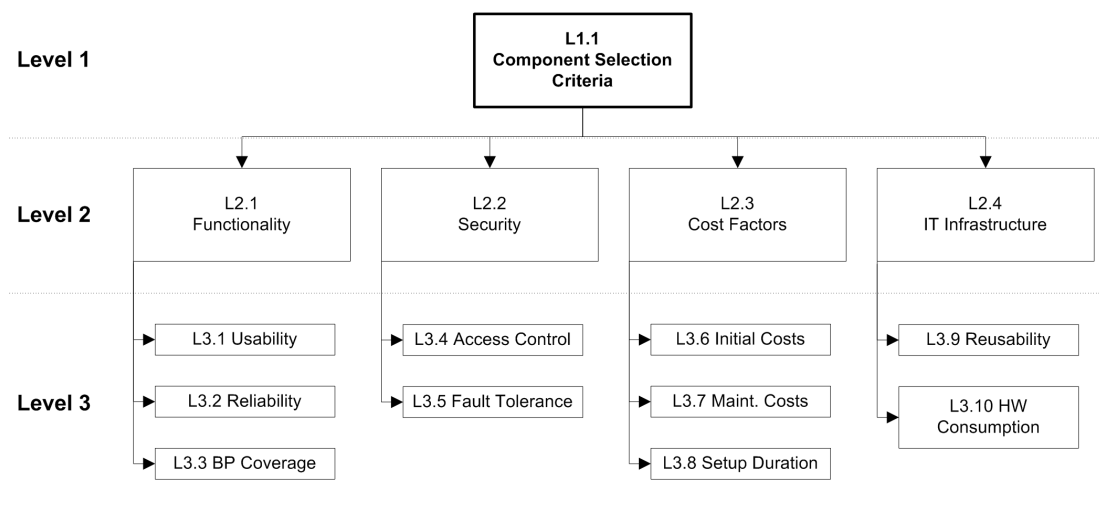 Level 1
L1.1
Component Selection
Criteria
Level 2
L2.1
Functionality
L2.2
Security
L2.3
Cost Factors
L2.4
IT Infrastructure
Level 3
L3.1 Usability
L3.2 Reliability
L3.3 BP Coverage
L3.4 Access Control
L3.5 Fault Tolerance
L3.6 Initial Costs
L3.7 Maint. Costs
L3.8 Setup Duration
L3.9 Reusability
L3.10 HW
Consumption